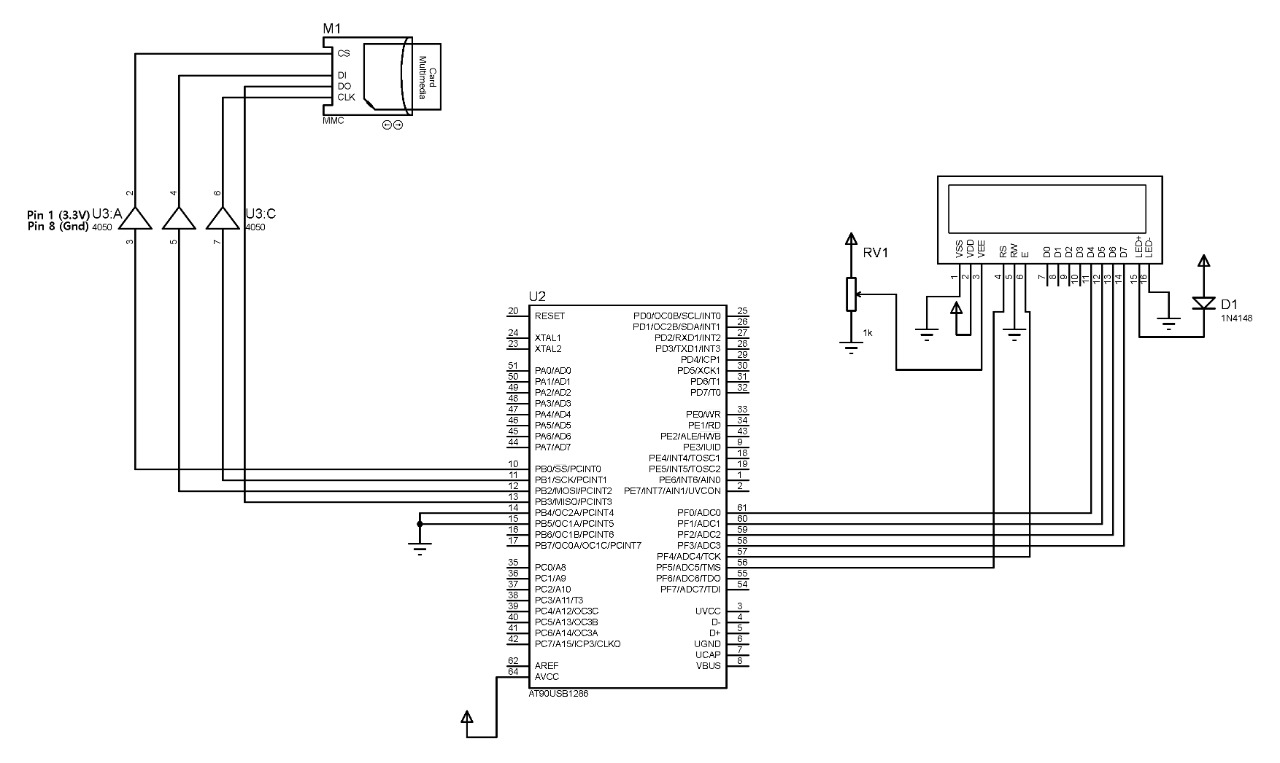 M1
CS
DI
DO
CLK
Card
Multimedia
MMC
2
4
6
Pin 1 (3.3V) U3:A
Pin 8 (Gnd) 4050
U3:C
4050
3
5
7
RV1
1k
VSS
VDD
VEE
RS
RW
E
D0
D1
D2
D3
D4
D5
D6
D7
LED+
LED-
1
2
3
4
5
6
7
8
9
10
11
12
13
14
15
16
D1
1N4148
U2
20 RESET
24 XTAL1
23 XTAL2
51 PA0/AD0
50 PA1/AD1
49 PA2/AD2
48 PA3/AD3
47 PA4/AD4
46 PA5/AD5
45 PA6/AD6
44 PA7/AD7
10 PB0/SS/PCINT0
11 PB1/SCK/PCINT1
12 PB2/MOSI/PCINT2
13 PB3/MISO/PCINT3
14 PB4/OC2A/PCINT4
15 PB5/OC1A/PCINT5
16 PB6/OC1B/PCINT6
17 PB7/OC0A/OC1C/PCINT7
35 PC0/A8
36 PC1/A9
37 PC2/A10
38 PC3/A11/T3
39 PC4/A12/OC3C
40 PC5/A13/OC3B
41 PC6/A14/OC3A
42 PC7/A15/ICP3/CLKO
62 AREF
64 AVCC
PD0/OC0B/SCL/INT0 25
PD1/OC2B/SDA/INT1 26
PD2/RXD1/INT2 27
PD3/TXD1/INT3 28
PD4/ICP1 29
PD5/XCK1 30
PD6/T1 31
PD7/T0 32
PE0/WR 33
PE1/RD 34
PE2/ALE/HWB 43
PE3/IUID 9
PE4/INT4/TOSC1 18
PE5/INT5/TOSC2 19
PE6/INT6/AIN0 1
PE7/INT7/AIN1/UVCON 2
PF0/ADC0 61
PF1/ADC1 60
PF2/ADC2 59
PF3/ADC3 58
PF4/ADC4/TCK 57
PF5/ADC5/TMS 56
PF6/ADC6/TDO 55
PF7/ADC7/TDI 54
UVCC 3
D- 4
D+ 5
UGND 6
UCAP 7
VBUS 8
AT90USB1286